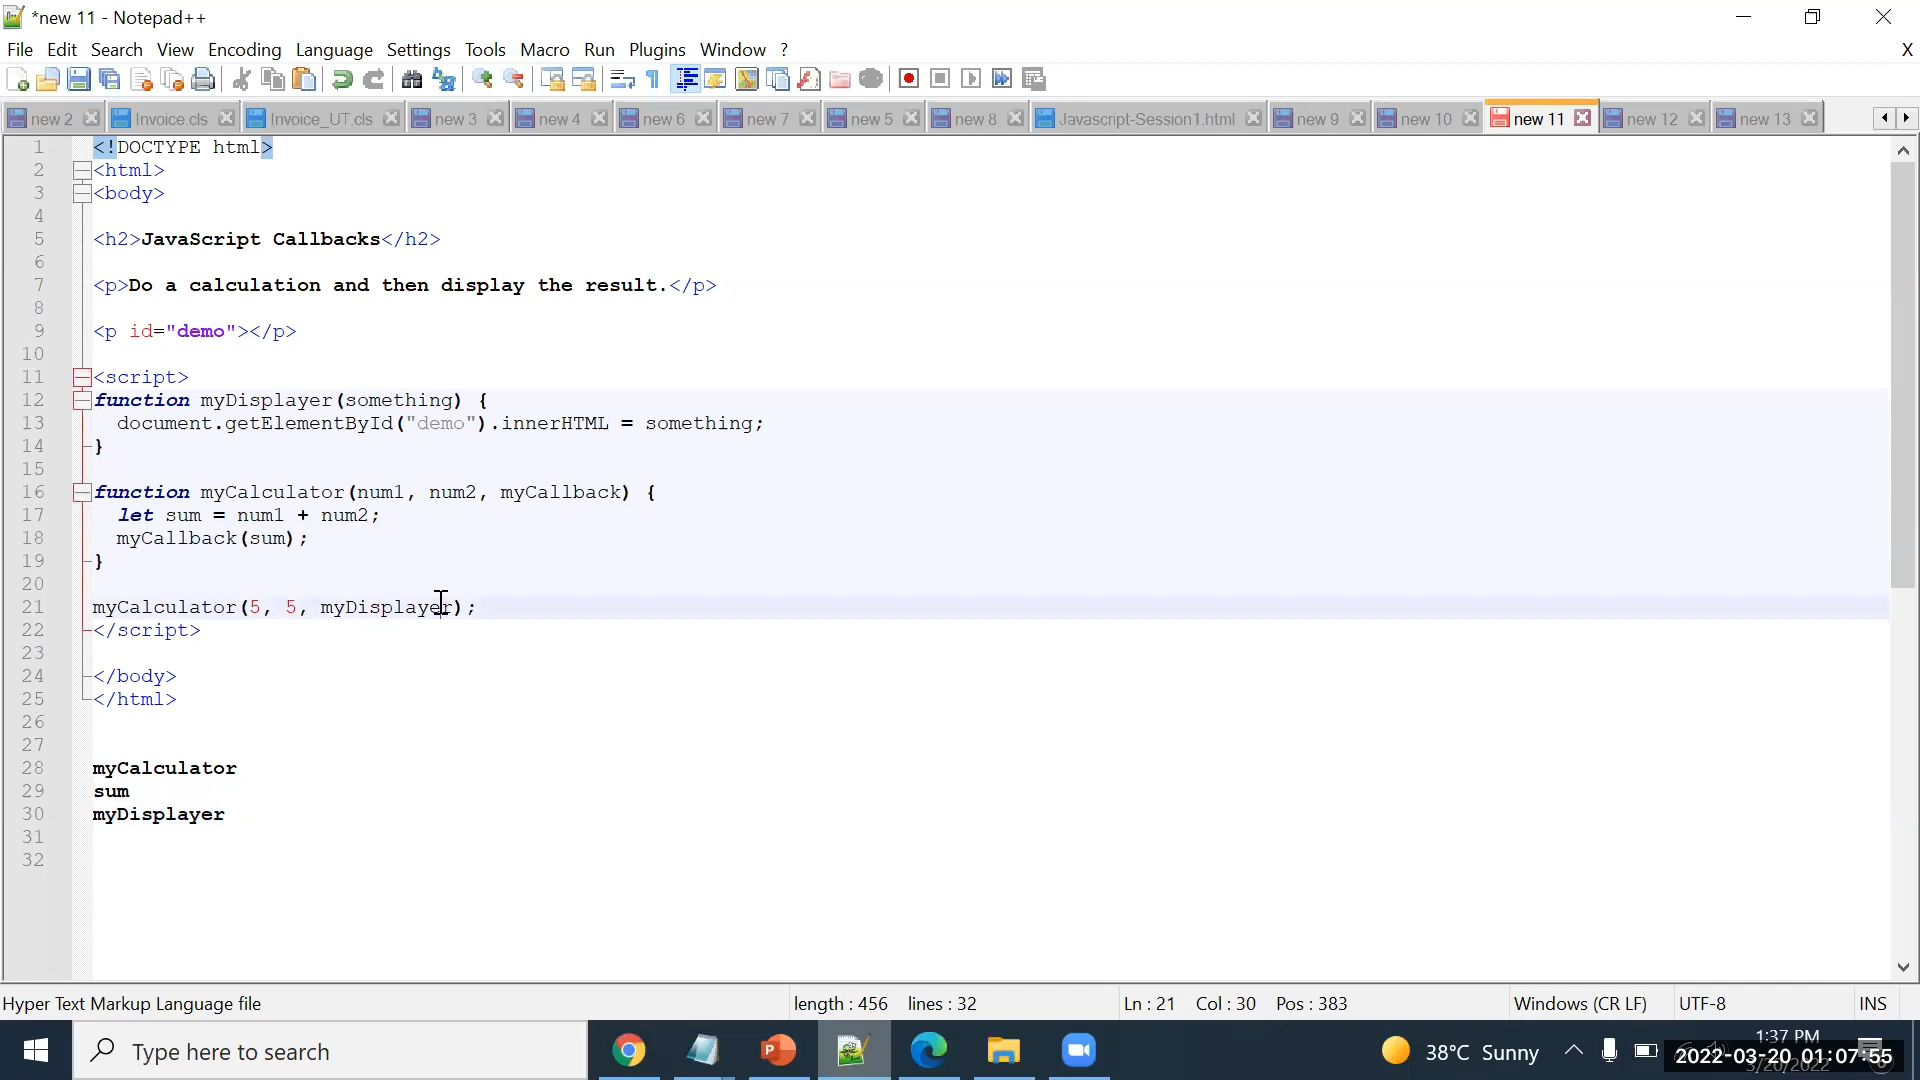 *new 11 - Notepad++
File Edit Search View Encoding Language Settings Tools Macro Run Plugins Window ? X
new 2 Invoice.cls Invoice_UT.cls new 3 new 4 new 6 new 7 new 5 new 8 Javascript-Session1.html new 9 new 10 new 11 new 12 new 13
1 <!DOCTYPE html>
2 <html>
3 <body>
4
5 <h2>JavaScript Callbacks</h2>
6
7 <p>Do a calculation and then display the result.</p>
8
9 <p id="demo"></p>
10
11 <script>
12 function myDisplayer(something) {
13 document.getElementById("demo").innerHTML = something;
14 }
15
16 function myCalculator(num1, num2, myCallback) {
17 let sum = num1 + num2;
18 myCallback(sum);
19 }
20
21 myCalculator(5, 5, myDisplayer);
22 </script>
23
24 </body>
25 </html>
26
27
28 myCalculator
29 sum
30 myDisplayer
31
32
Hyper Text Markup Language file length : 456 lines : 32 Ln : 21 Col : 30 Pos : 383 Windows (CR LF) UTF-8 INS
Type here to search 38°C Sunny 1:37 PM
2022-03-20 01:07:55
3/20/2022